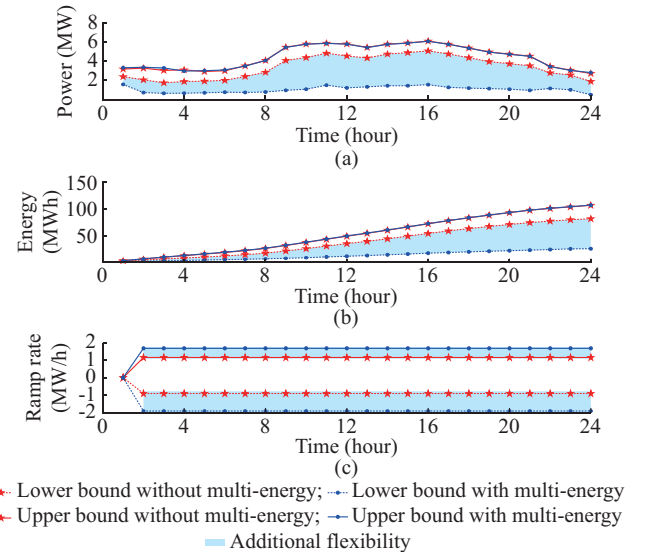 Power (MW)
8
6
4
2
0
4
8
12
16
20
24
Time (hour)
(a)
Energy
(MWh)
150
100
50
0
4
8
12
16
20
24
Time (hour)
(b)
Ramp rate
(MW/h)
2
1
0
-1
-2
0
4
8
12
16
20
24
Time (hour)
(c)
Lower bound without multi-energy; Lower bound with multi-energy
Upper bound without multi-energy; Upper bound with multi-energy
Additional flexibility